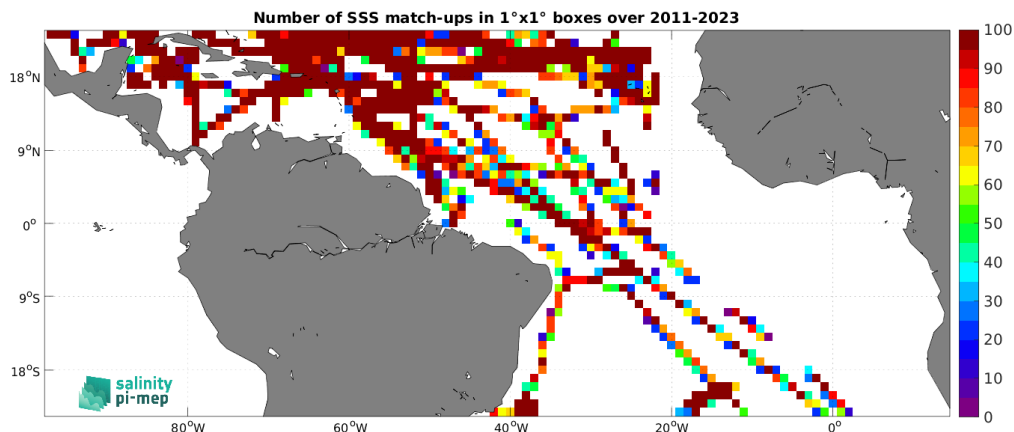 Number of SSS match-ups in 1°x1° boxes over 2011-2023
18°N
9°N
0°
9°S
18°S
80°W
60°W
40°W
20°W
0°
100
90
80
70
60
50
40
30
20
10
0
salinity
pi-mep